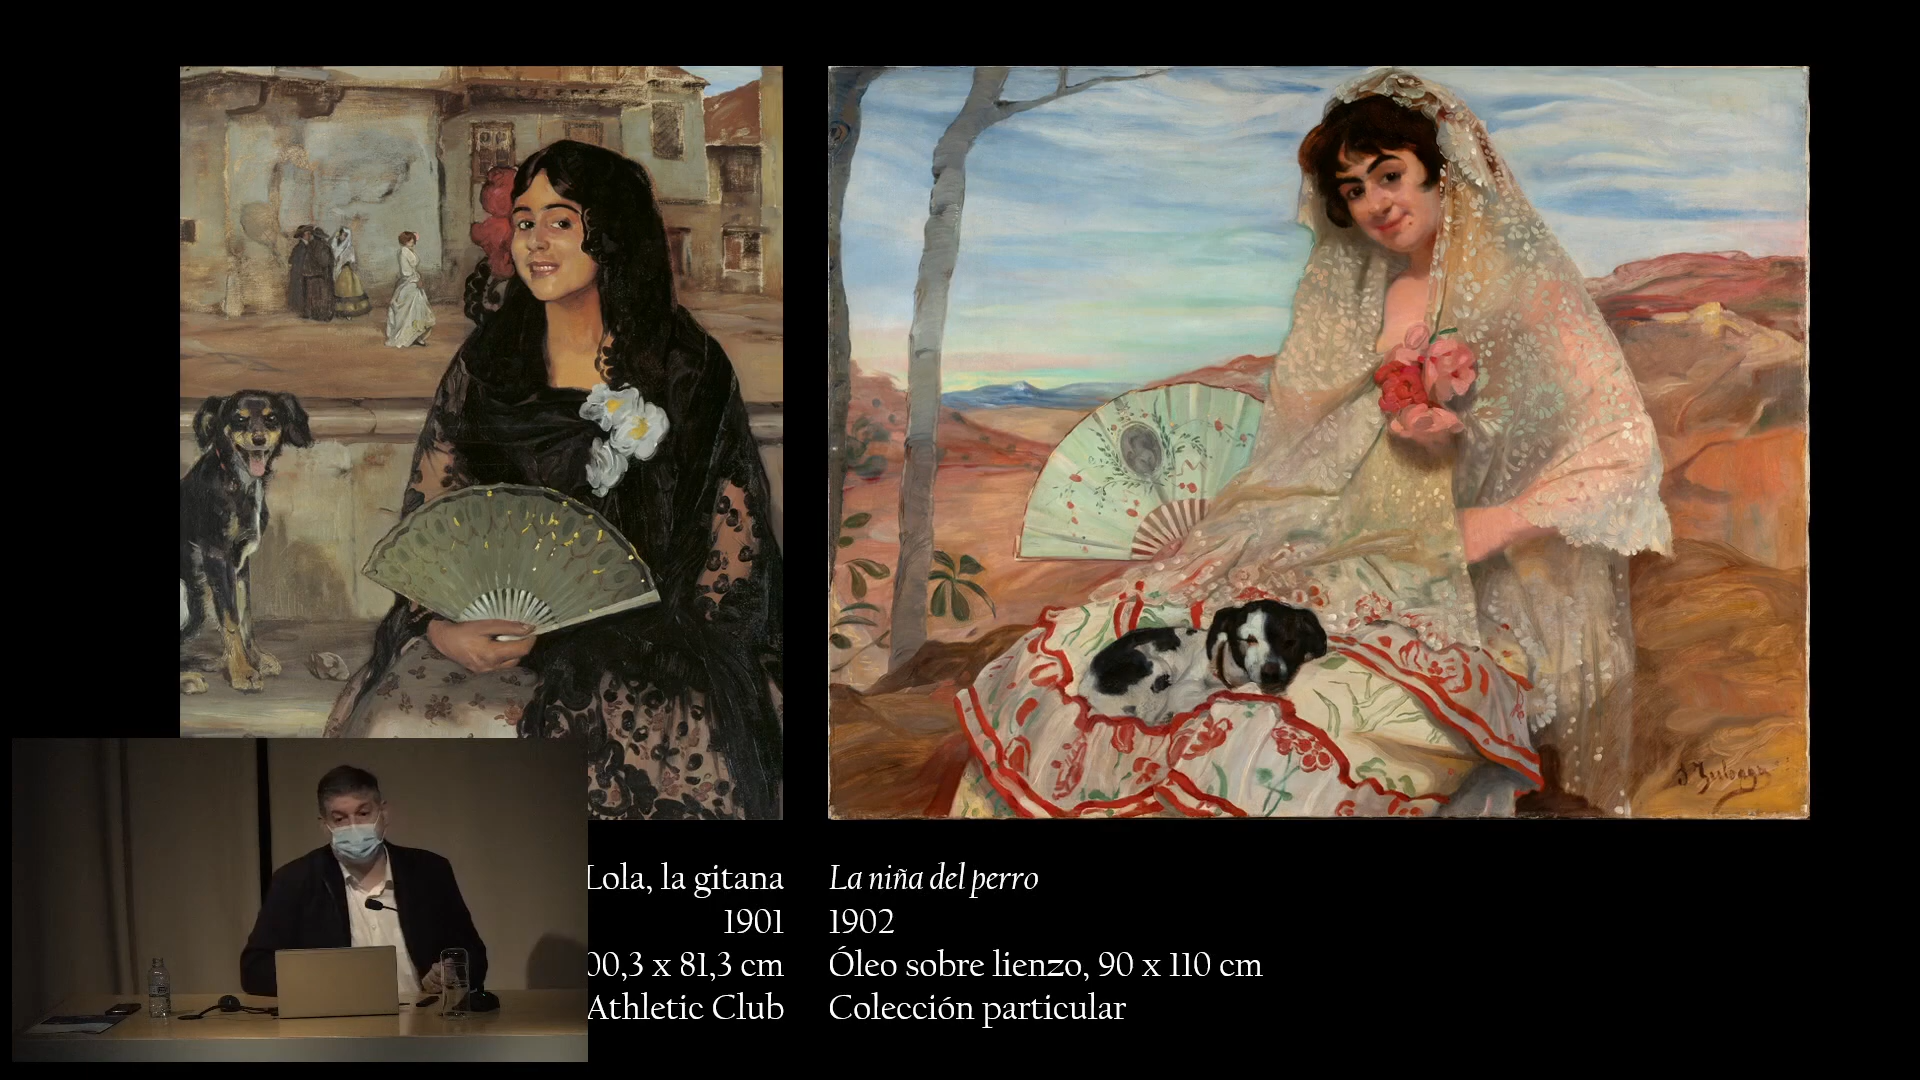 Lola, la gitana
1901
00,3 x 81,3 cm
Athletic Club
La niña del perro
1902
Óleo sobre lienzo, 90 x 110 cm
Colección particular